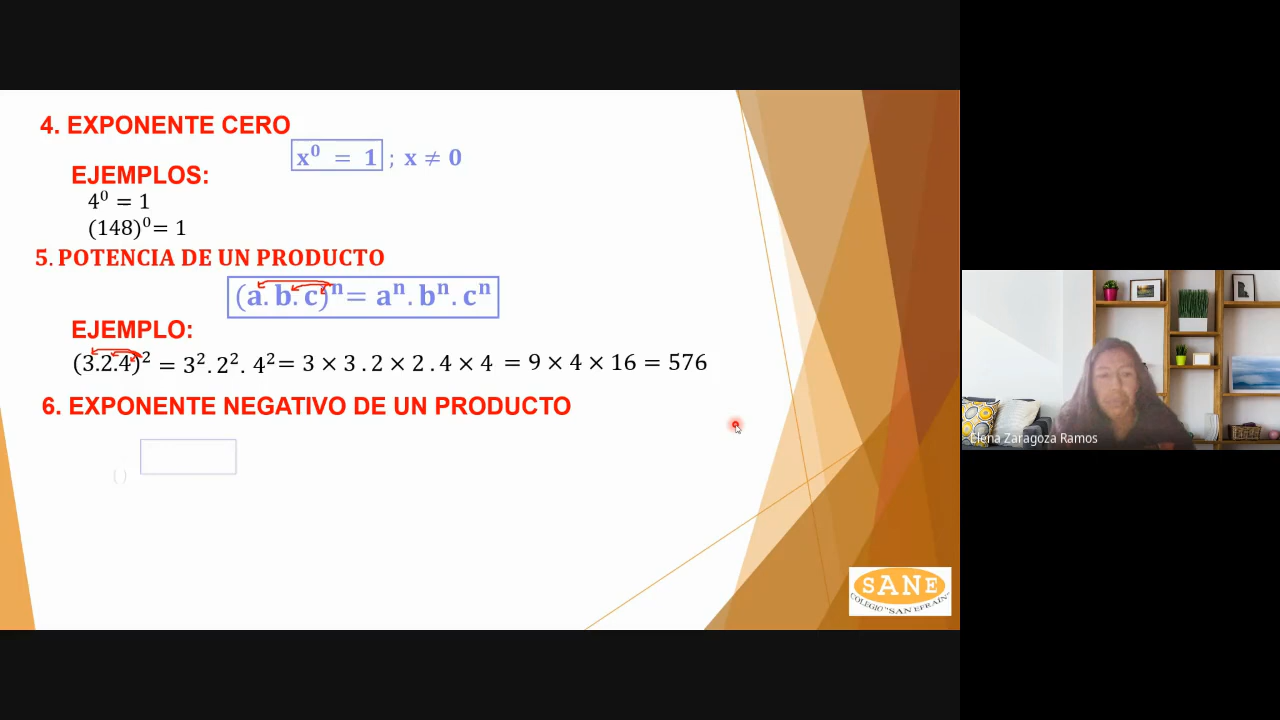 4. EXPONENTE CERO
x⁰ = 1 ; x ≠ 0
EJEMPLOS:
4⁰ = 1
(148)⁰= 1
5. POTENCIA DE UN PRODUCTO
(a. b. c)ⁿ= aⁿ. bⁿ. cⁿ
EJEMPLO:
(3.2.4)² = 3². 2². 4²= 3 × 3 . 2 × 2 . 4 × 4 = 9 × 4 × 16 = 576
6. EXPONENTE NEGATIVO DE UN PRODUCTO
( )
Elena Zaragoza Ramos
SANE
COLEGIO "SAN EFRAIN"